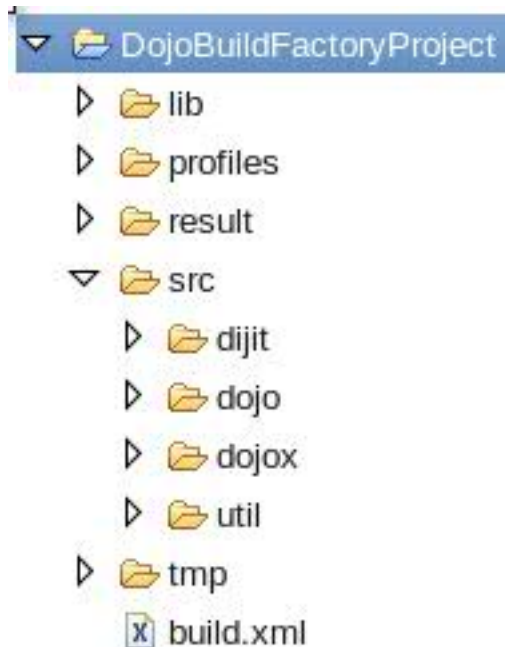 DojoBuildFactoryProject
lib
profiles
result
src
dijit
dojo
dojox
util
tmp
build.xml